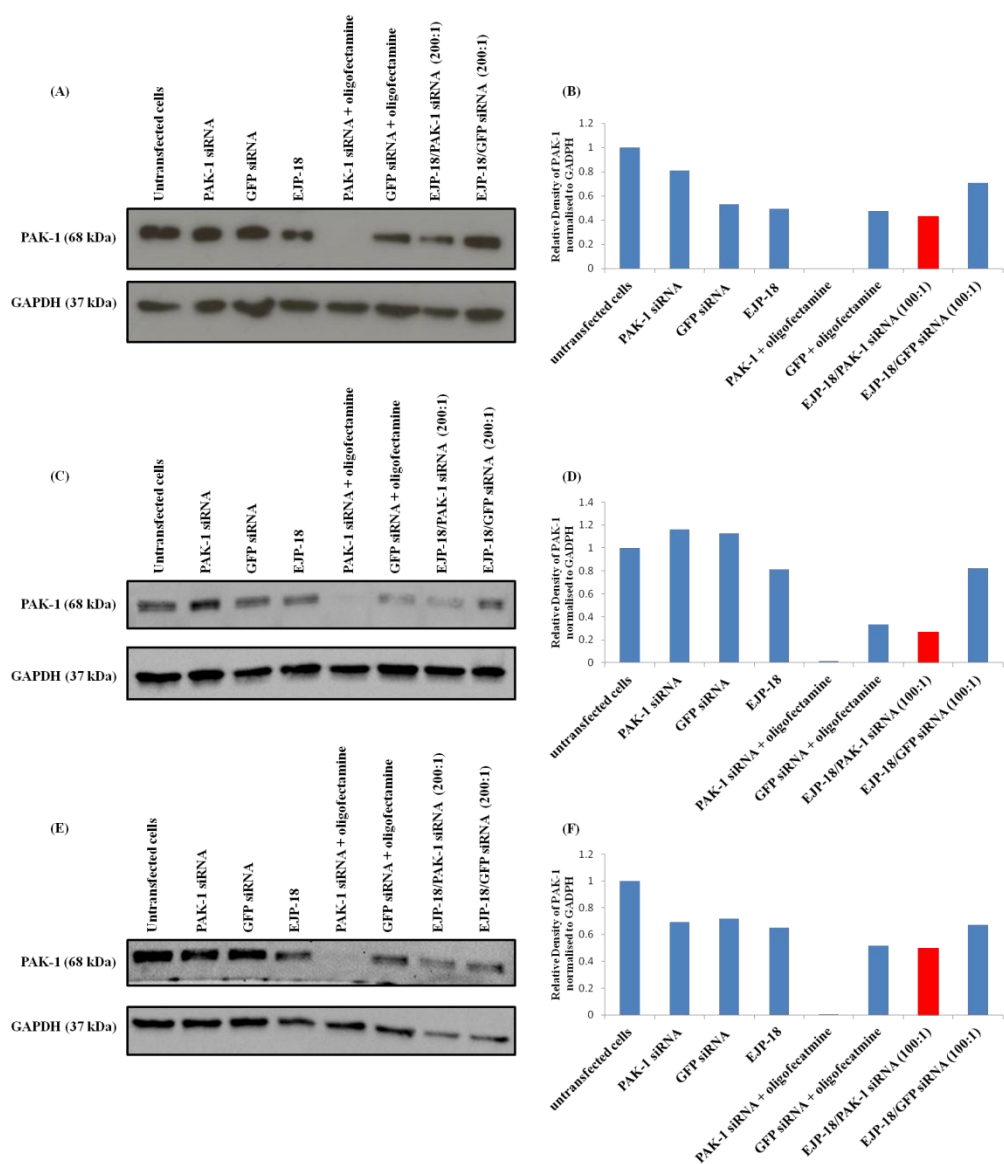 (A)
Untransfected cells
PAK-1 siRNA
GFP siRNA
EJP-18
PAK-1 siRNA + oligofectamine
GFP siRNA + oligofectamine
EJP-18/PAK-1 siRNA (200:1)
EJP-18/GFP siRNA (200:1)
PAK-1 (68 kDa)
GAPDH (37 kDa)
(B)
Relative Density of PAK-1
normalised to GADPH
1.2
1
0.8
0.6
0.4
0.2
0
untransfected cells
PAK-1 siRNA
GFP siRNA
EJP-18
PAK-1 + oligofectamine
GFP + oligofectamine
EJP-18/PAK-1 siRNA (100:1)
EJP-18/GFP siRNA (100:1)
(C)
Untransfected cells
PAK-1 siRNA
GFP siRNA
EJP-18
PAK-1 siRNA + oligofectamine
GFP siRNA + oligofectamine
EJP-18/PAK-1 siRNA (200:1)
EJP-18/GFP siRNA (200:1)
PAK-1 (68 kDa)
GAPDH (37 kDa)
(D)
Relative Density of PAK-1
normalised to GADPH
1.4
1.2
1
0.8
0.6
0.4
0.2
0
untransfected cells
PAK-1 siRNA
GFP siRNA
EJP-18
PAK-1 siRNA + oligofectamine
GFP siRNA + oligofectamine
EJP-18/PAK-1 siRNA (100:1)
EJP-18/GFP siRNA (100:1)
(E)
Untransfected cells
PAK-1 siRNA
GFP siRNA
EJP-18
PAK-1 siRNA + oligofectamine
GFP siRNA + oligofectamine
EJP-18/PAK-1 siRNA (200:1)
EJP-18/GFP siRNA (200:1)
PAK-1 (68 kDa)
GAPDH (37 kDa)
(F)
Relative Density of PAK-1
normalised to GADPH
1.2
1
0.8
0.6
0.4
0.2
0
untransfected cells
PAK-1 siRNA
GFP siRNA
EJP-18
PAK-1 siRNA + oligofecatmine
GFP siRNA + oligofecatmine
EJP-18/PAK-1 siRNA (100:1)
EJP-18/GFP siRNA (100:1)